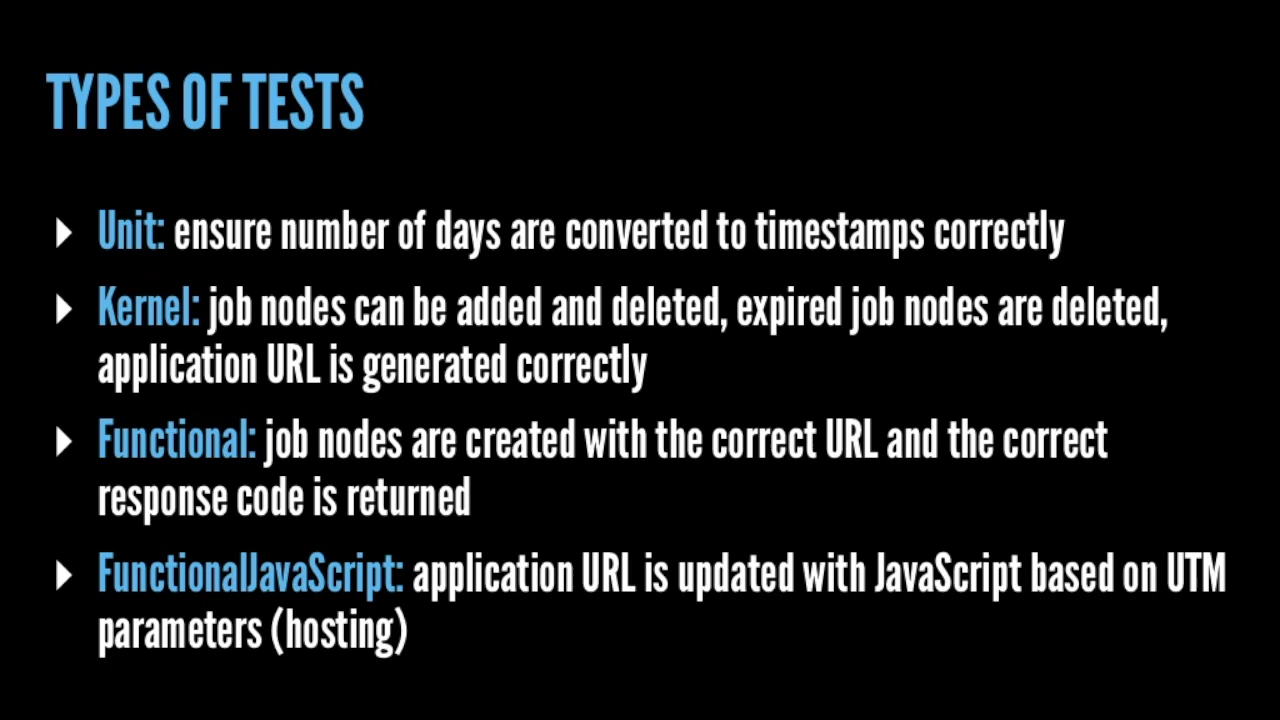 TYPES OF TESTS
Unit: ensure number of days are converted to timestamps correctly
Kernel: job nodes can be added and deleted, expired job nodes are deleted,
application URL is generated correctly
Functional: job nodes are created with the correct URL and the correct
response code is returned
FunctionalJavaScript: application URL is updated with JavaScript based on UTM
parameters (hosting)